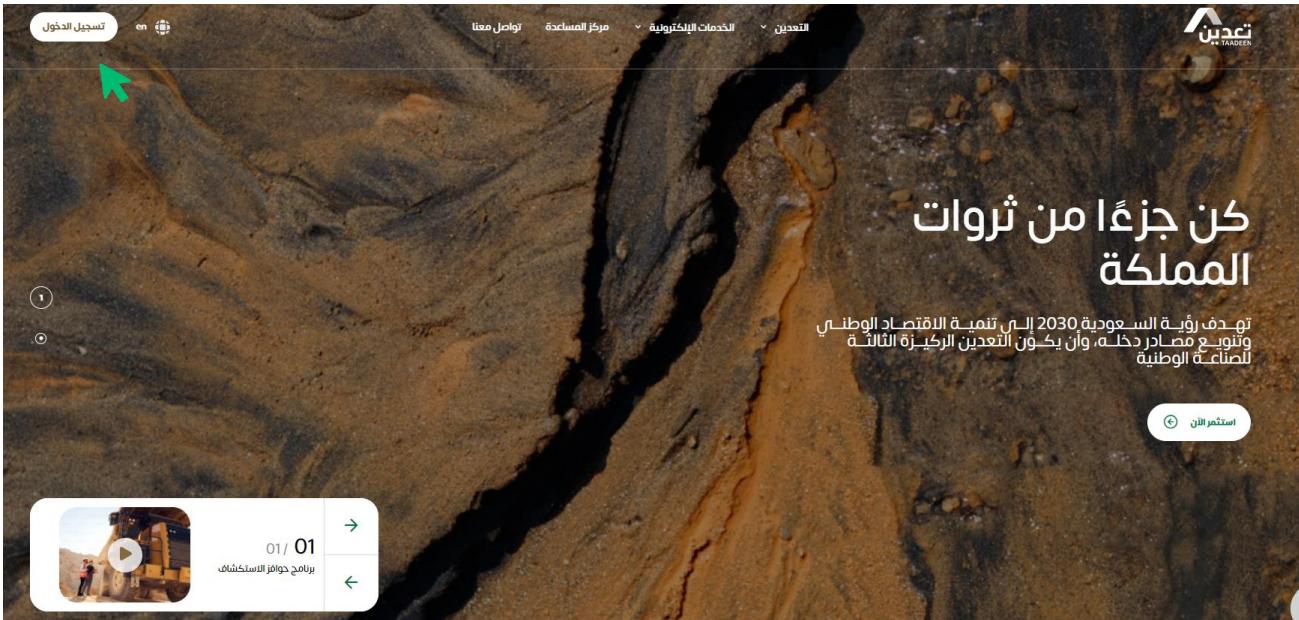 تعدين
TAADEEN
التعدين
الخدمات الإلكترونية
مركز المساعدة
تواصل معنا
en
تسجيل الدخول
كن جزءًا من ثروات
المملكة
تهدف رؤية السعودية 2030 إلى تنمية الاقتصاد الوطني
وتنويع مصادر دخله، وأن يكون التعدين الركيزة الثالثة
للصناعة الوطنية
استثمر الآن
١
01 / 01
برنامج حوافز الاستكشاف